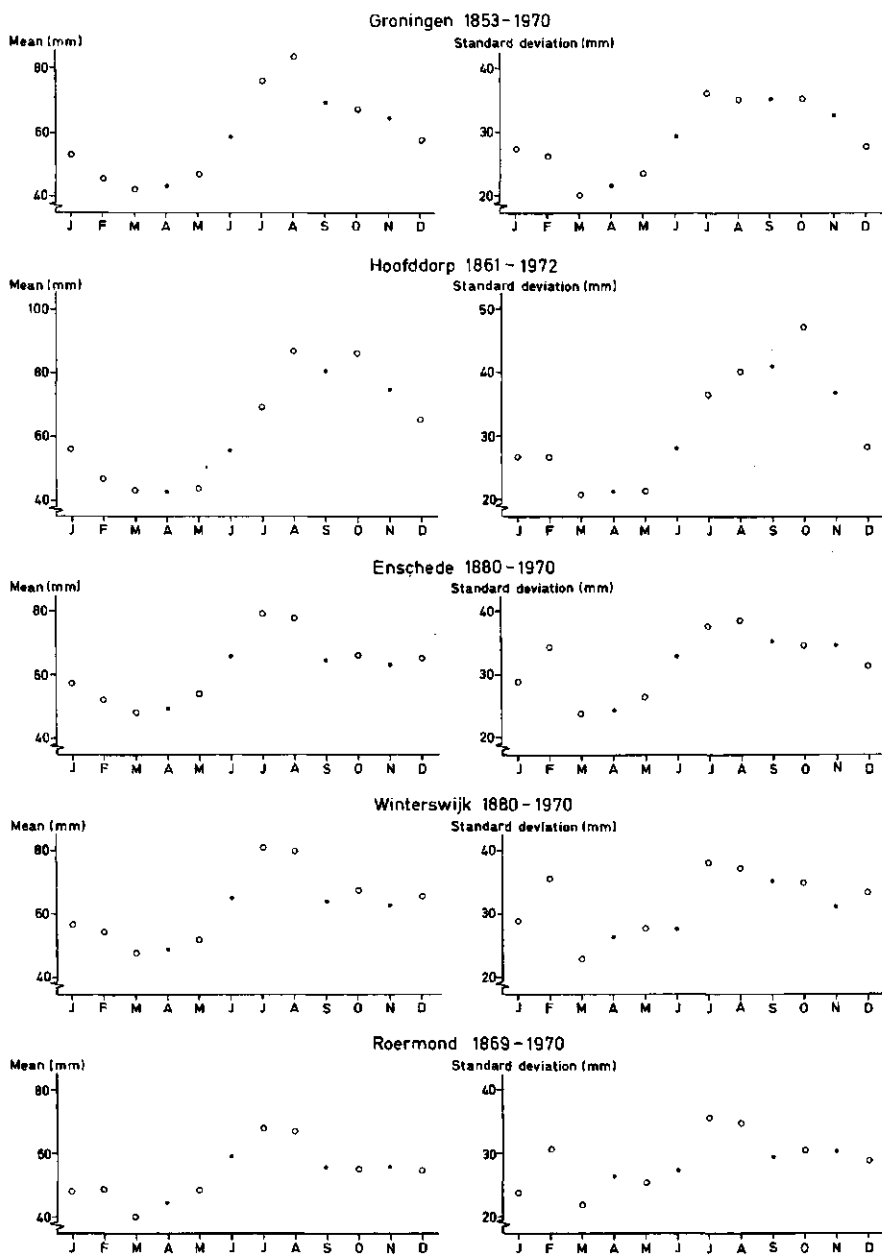 Groningen 1853-1970
Mean (mm)
80
60
40
J F M A M J J A S O N D
Standard deviation (mm)
40
30
20
J F M A M J J A S O N D
Hoofddorp 1861-1972
Mean (mm)
100
80
60
40
J F M A M J J A S O N D
Standard deviation (mm)
50
40
30
20
J F M A M J J A S O N D
Enschede 1880-1970
Mean (mm)
80
60
40
J F M A M J J A S O N D
Standard deviation (mm)
40
30
20
J F M A M J J A S O N D
Winterswijk 1880-1970
Mean (mm)
80
60
40
J F M A M J J A S O N D
Standard deviation (mm)
40
30
20
J F M A M J J A S O N D
Roermond 1869-1970
Mean (mm)
80
60
40
J F M A M J J A S O N D
Standard deviation (mm)
40
30
20
J F M A M J J A S O N D